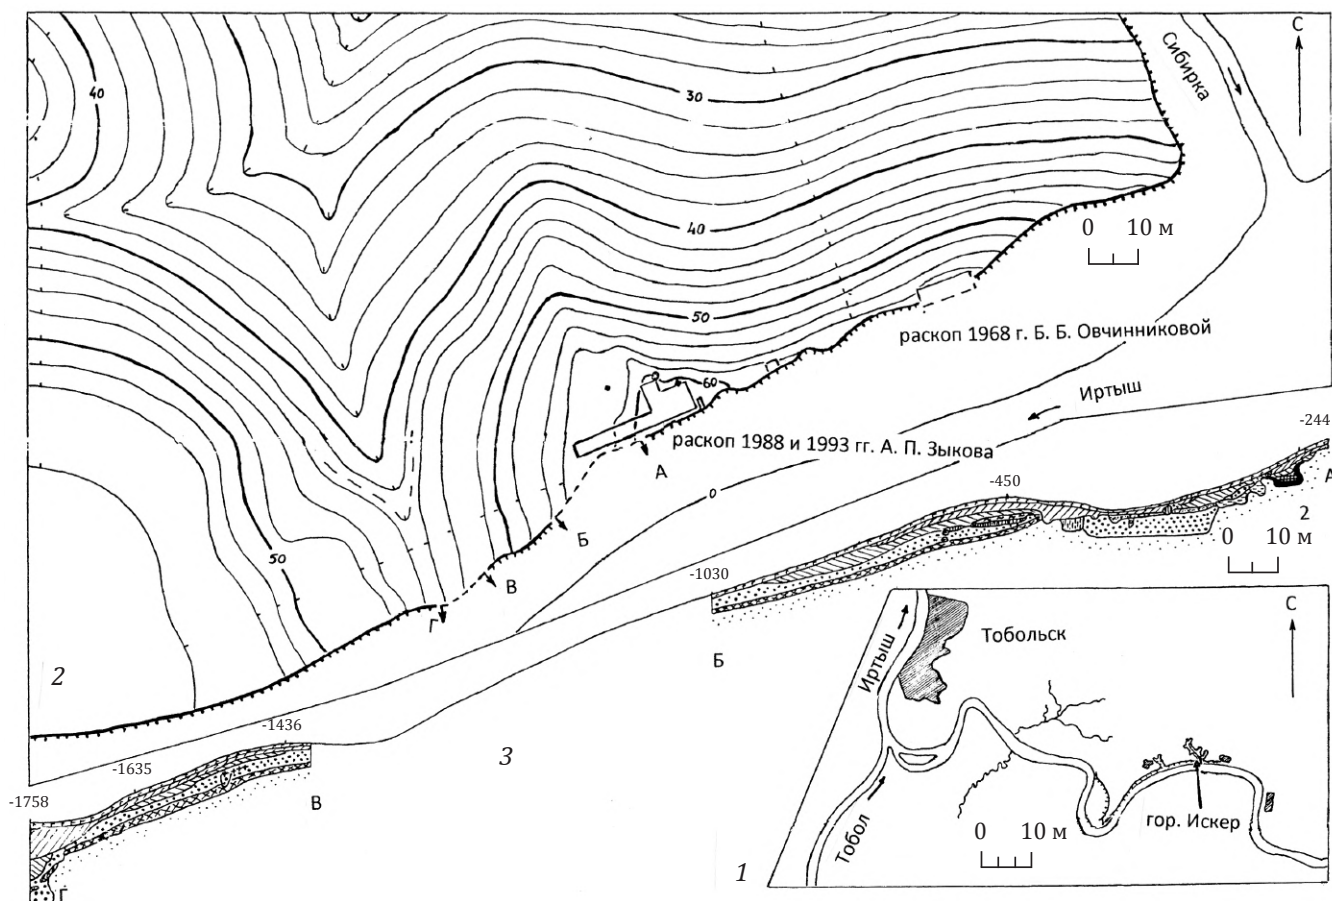 С
Сибирка
40
30
40
0 10 м
50
раскоп 1968 г. Б. Б. Овчинниковой
60
Иртыш
раскоп 1988 и 1993 гг. А. П. Зыкова
-244
А
А
0
-450
2
0 10 м
Б
50
-1030
В
Г
2
Б
С
Тобольск
Иртыш
-1436
3
-1635
-1758
В
0 10 м
гор. Искер
Тобол
1
Г